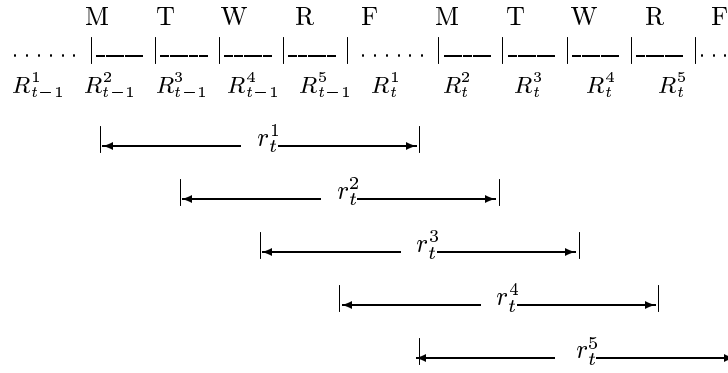 M T W R F M T W R F
R^1_{t-1} R^2_{t-1} R^3_{t-1} R^4_{t-1} R^5_{t-1} R^1_t R^2_t R^3_t R^4_t R^5_t
r^1_t
r^2_t
r^3_t
r^4_t
r^5_t